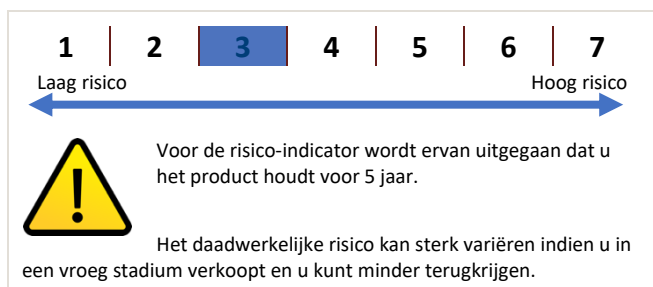 1 2 3 4 5 6 7
Laag risico Hoog risico
Voor de risico-indicator wordt ervan uitgegaan dat u
het product houdt voor 5 jaar.
Het daadwerkelijke risico kan sterk variëren indien u in
een vroeg stadium verkoopt en u kunt minder terugkrijgen.